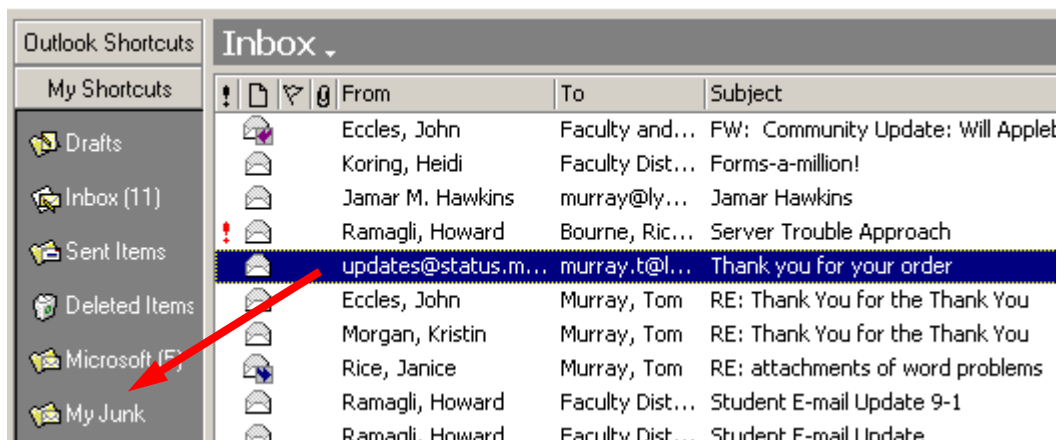 Outlook Shortcuts
My Shortcuts
Drafts
Inbox (11)
Sent Items
Deleted Items
Microsoft (5)
My Junk
Inbox
From To Subject
Eccles, John Faculty and... FW: Community Update: Will
Koring, Heidi Faculty Dist... Forms-a-million!
Jamar M. Hawkins murray@ly... Jamar Hawkins
! Ramagli, Howard Bourne, Ric... Server Trouble Approach
updates@status.m... murray.t@l... Thank you for your order
Eccles, John Murray, Tom RE: Thank You for the Thank You
Morgan, Kristin Murray, Tom RE: Thank You for the Thank You
Rice, Janice Murray, Tom RE: attachments of word problems
Ramagli, Howard Faculty Dist... Student E-mail Update 9-1
Ramagli, Howard Faculty Dist... Student E-mail Update